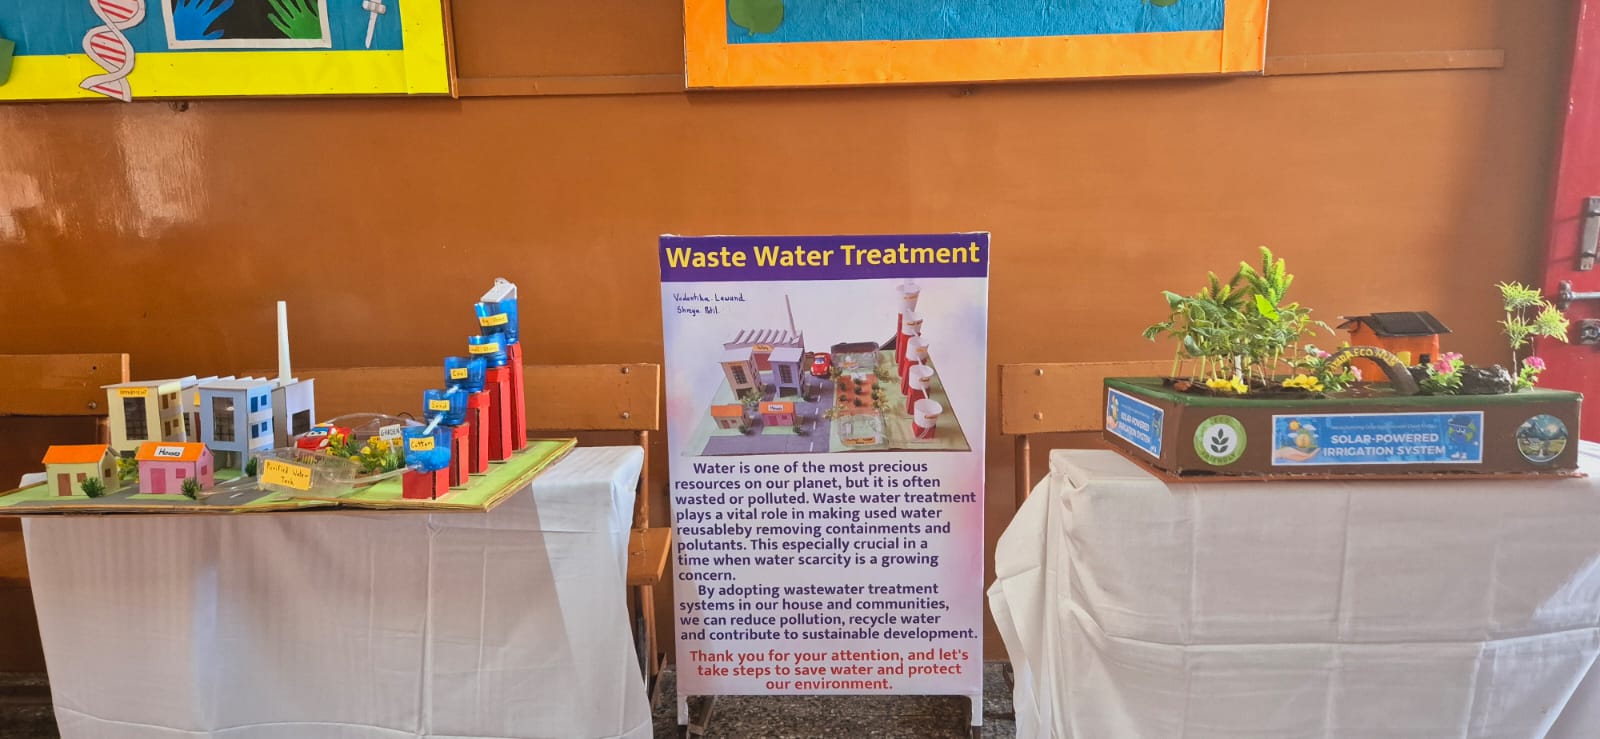 Waste Water Treatment
Vedantika Lawand
Shreya Patil
Water is one of the most precious
resources on our planet, but it is often
wasted or polluted. Waste water treatment
plays a vital role in making used water
reusableby removing containments and
polutants. This especially crucial in a
time when water scarcity is a growing
concern.
By adopting wastewater treatment
systems in our house and communities,
we can reduce pollution, recycle water
and contribute to sustainable development.
Thank you for your attention, and let's
take steps to save water and protect
our environment.
Houses
Purified Water
Tank
GARDEN
Cotton
Sand
Coal
SOLAR-POWERED
IRRIGATION SYSTEM
FRIENDLY
SOLAR-POWERED
IRRIGATION SYSTEM